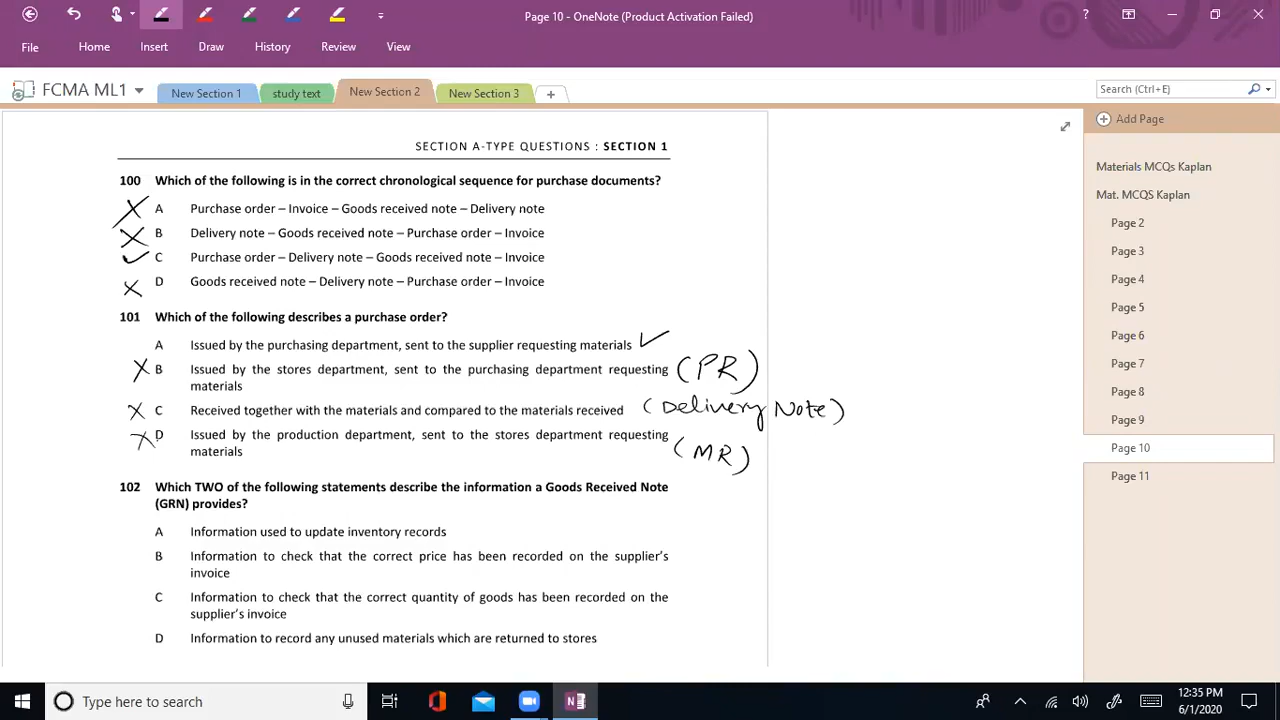 Page 10 - OneNote (Product Activation Failed)
File Home Insert Draw History Review View
FCMA ML1 New Section 1 study text New Section 2 New Section 3 Search (Ctrl+E)
Add Page
SECTION A-TYPE QUESTIONS : SECTION 1
100 Which of the following is in the correct chronological sequence for purchase documents?
A Purchase order – Invoice – Goods received note – Delivery note
B Delivery note – Goods received note – Purchase order – Invoice
C Purchase order – Delivery note – Goods received note – Invoice
D Goods received note – Delivery note – Purchase order – Invoice
101 Which of the following describes a purchase order?
A Issued by the purchasing department, sent to the supplier requesting materials
B Issued by the stores department, sent to the purchasing department requesting (PR)
materials
C Received together with the materials and compared to the materials received (Delivery Note)
D Issued by the production department, sent to the stores department requesting (MR)
materials
102 Which TWO of the following statements describe the information a Goods Received Note
(GRN) provides?
A Information used to update inventory records
B Information to check that the correct price has been recorded on the supplier's
invoice
C Information to check that the correct quantity of goods has been recorded on the
supplier's invoice
D Information to record any unused materials which are returned to stores
Materials MCQs Kaplan
Mat. MCQS Kaplan
Page 2
Page 3
Page 4
Page 5
Page 6
Page 7
Page 8
Page 9
Page 10
Page 11
Type here to search
12:35 PM
6/1/2020